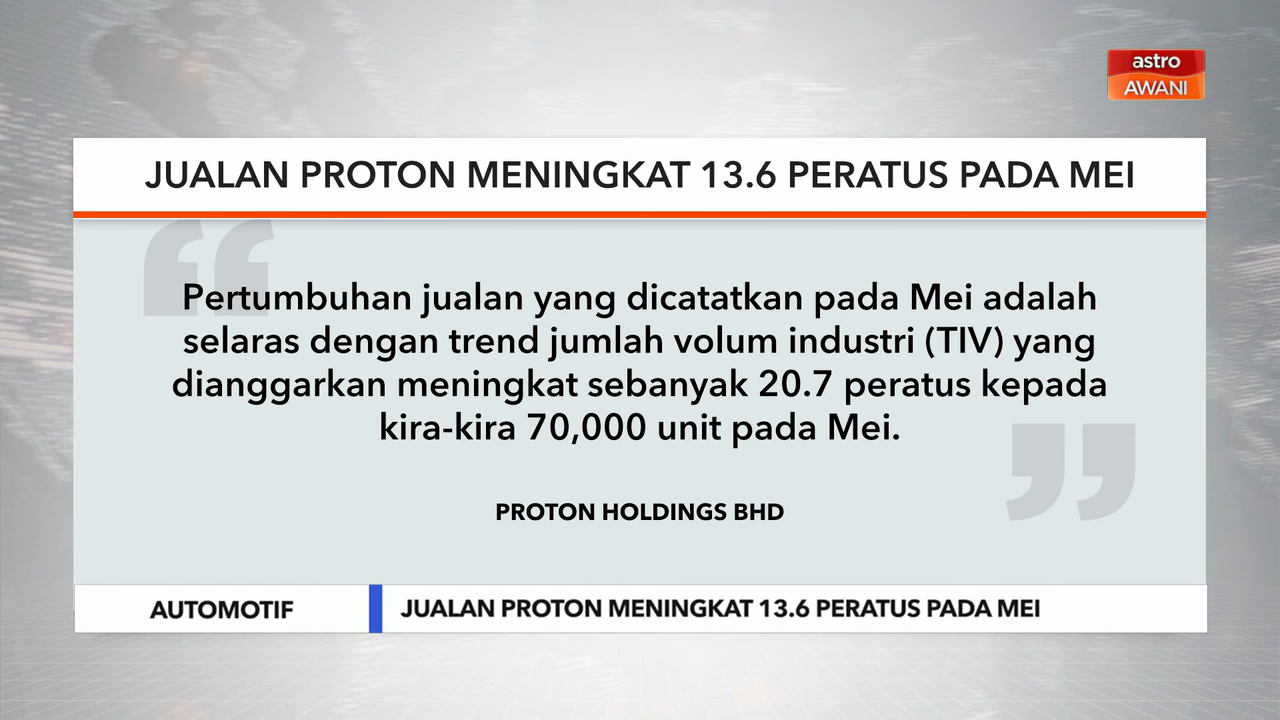 astro
AWANI
JUALAN PROTON MENINGKAT 13.6 PERATUS PADA MEI
“Pertumbuhan jualan yang dicatatkan pada Mei adalah
selaras dengan trend jumlah volum industri (TIV) yang
dianggarkan meningkat sebanyak 20.7 peratus kepada
kira-kira 70,000 unit pada Mei.”
PROTON HOLDINGS BHD
AUTOMOTIF
JUALAN PROTON MENINGKAT 13.6 PERATUS PADA MEI